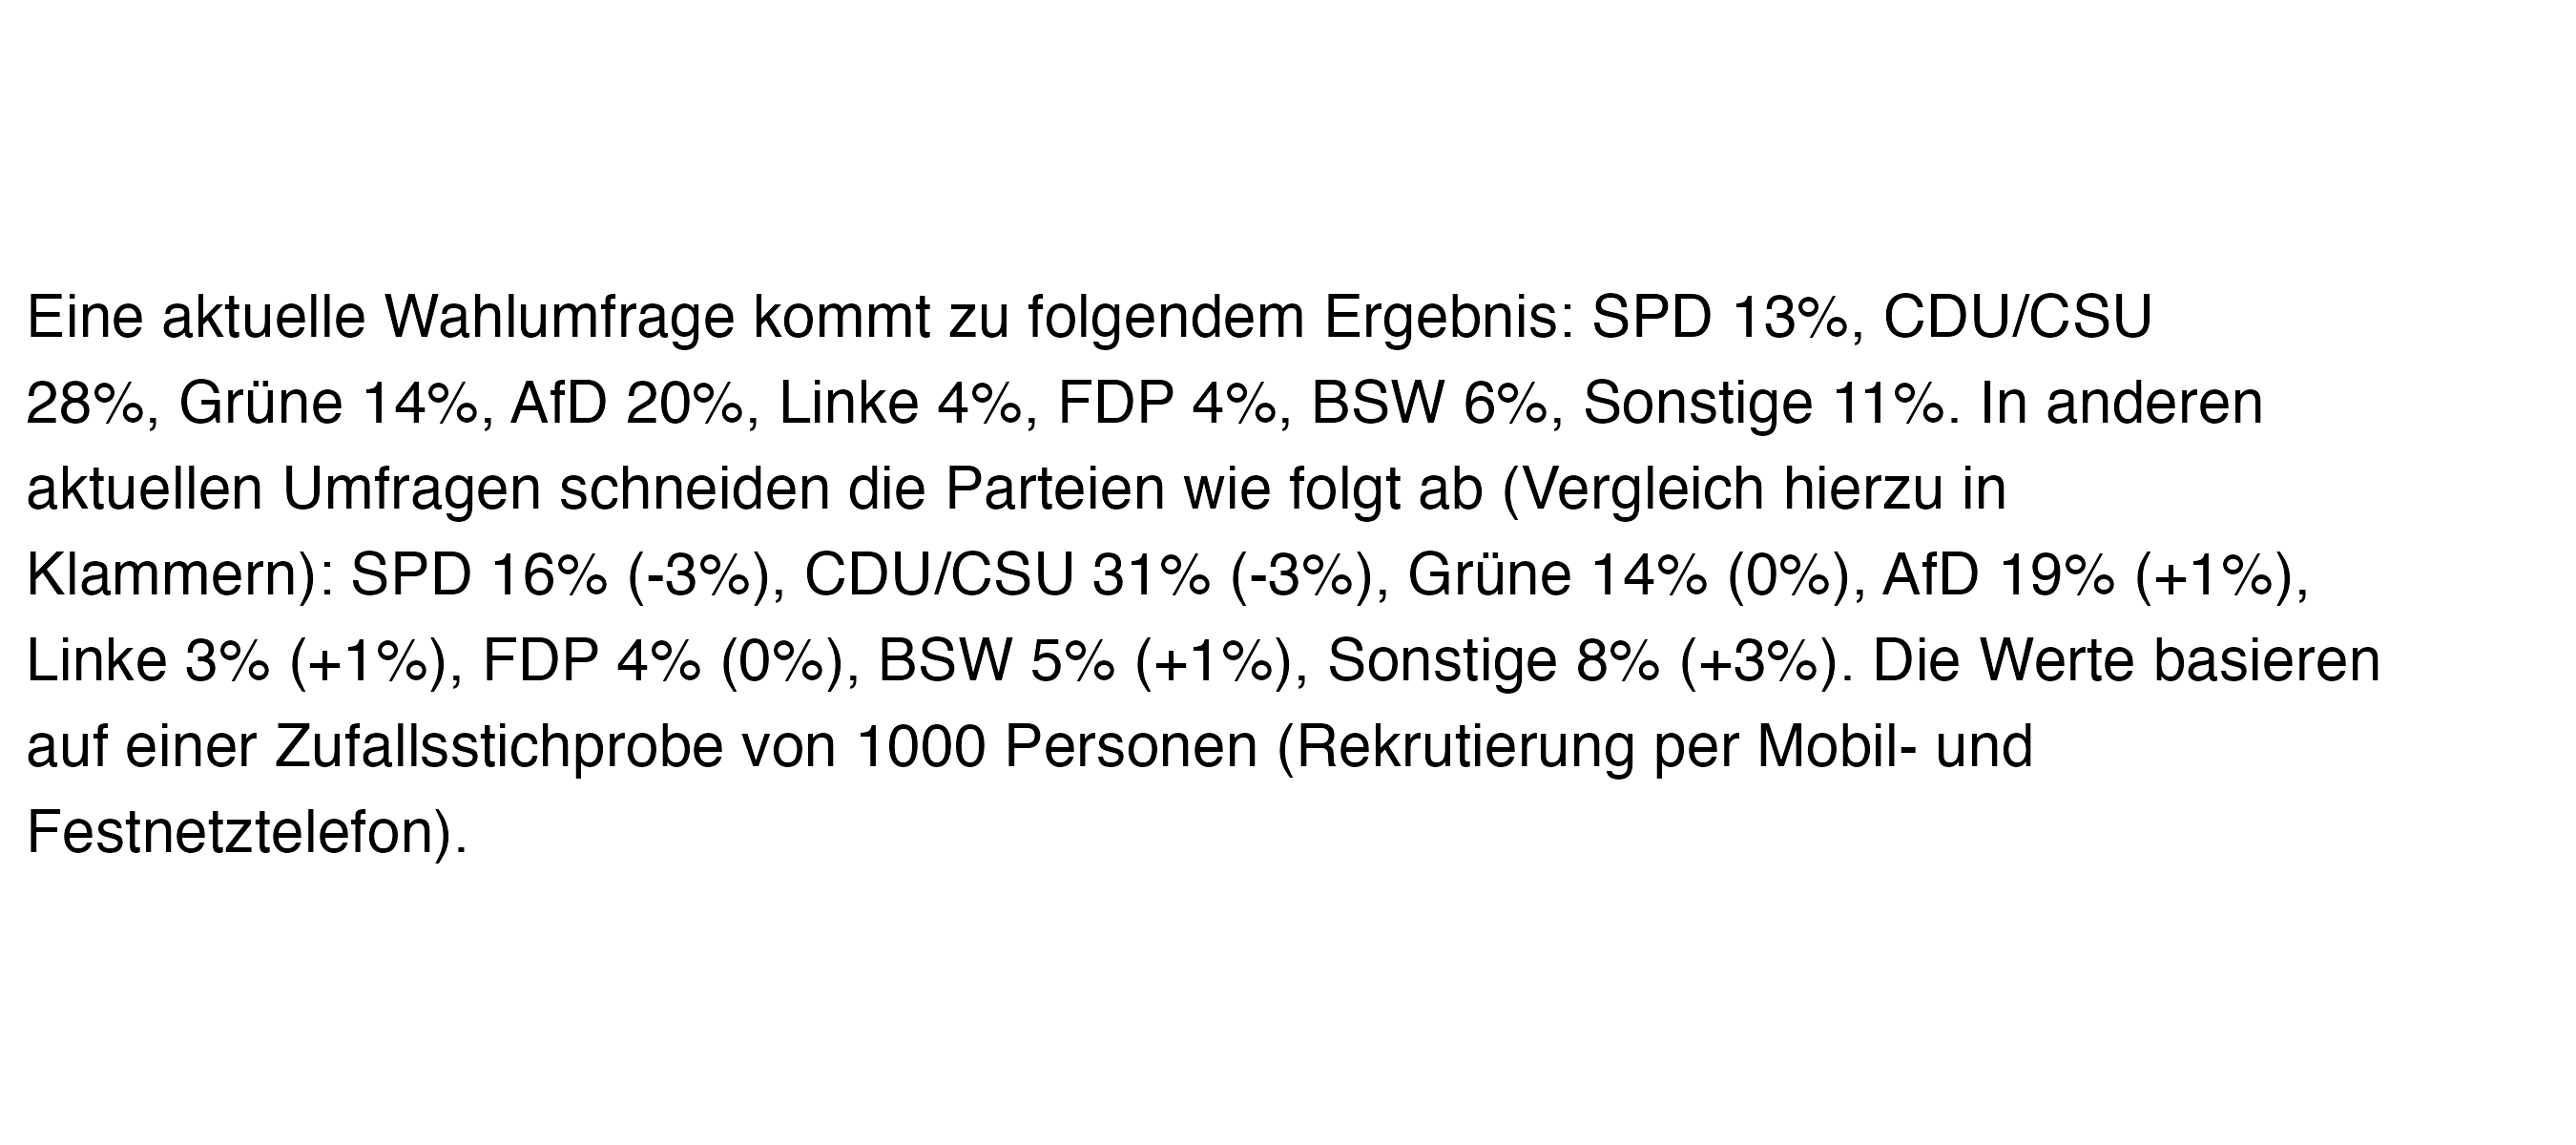 Eine aktuelle Wahlumfrage kommt zu folgendem Ergebnis: SPD 13%, CDU/CSU
28%, Grüne 14%, AfD 20%, Linke 4%, FDP 4%, BSW 6%, Sonstige 11%. In anderen
aktuellen Umfragen schneiden die Parteien wie folgt ab (Vergleich hierzu in
Klammern): SPD 16% (-3%), CDU/CSU 31% (-3%), Grüne 14% (0%), AfD 19% (+1%),
Linke 3% (+1%), FDP 4% (0%), BSW 5% (+1%), Sonstige 8% (+3%). Die Werte basieren
auf einer Zufallsstichprobe von 1000 Personen (Rekrutierung per Mobil- und
Festnetztelefon).